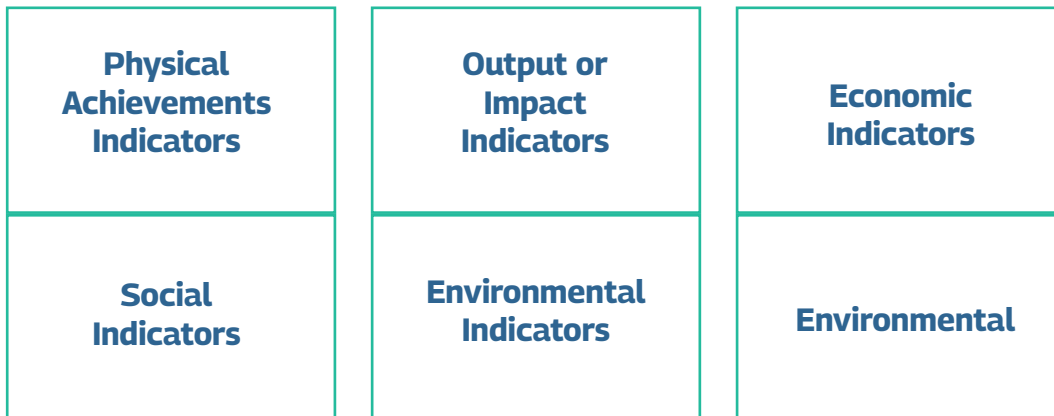 Physical
Achievements
Indicators
Output or
Impact
Indicators
Economic
Indicators
Social
Indicators
Environmental
Indicators
Environmental